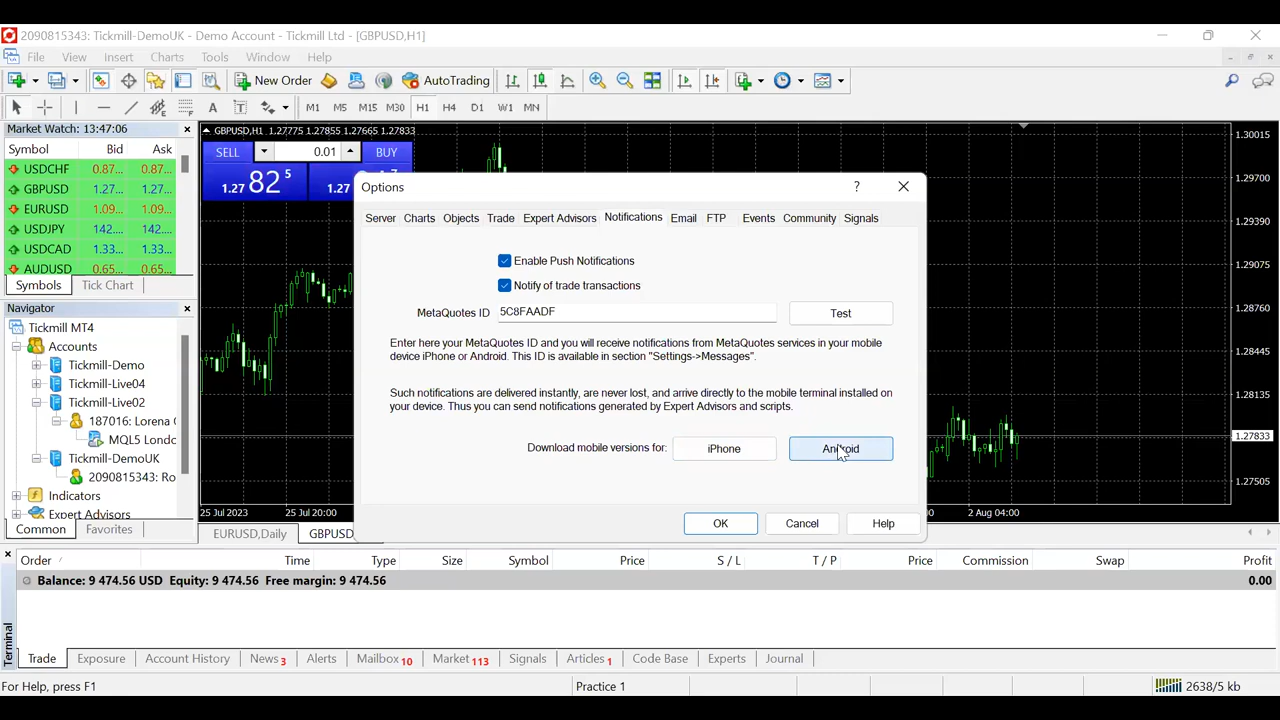 2090815343: Tickmill-DemoUK - Demo Account - Tickmill Ltd - [GBPUSD,H1]
File View Insert Charts Tools Window Help
New Order AutoTrading
A T M1 M5 M15 M30 H1 H4 D1 W1 MN
Market Watch: 13:47:06
Symbol Bid Ask
USDCHF 0.87... 0.87...
GBPUSD 1.27... 1.27...
EURUSD 1.09... 1.09...
USDJPY 142.... 142....
USDCAD 1.33... 1.33...
AUDUSD 0.65... 0.65...
Symbols Tick Chart
Navigator
Tickmill MT4
Accounts
Tickmill-Demo
Tickmill-Live04
Tickmill-Live02
187016: Lorena
MQL5 Londo
Tickmill-DemoUK
2090815343: Ro
Indicators
Expert Advisors
Common Favorites
GBPUSD,H1 1.27775 1.27855 1.27665 1.27833
SELL 0.01 BUY
1.27 82 5 1.27
1.30015
1.29700
1.29390
1.29075
1.28760
1.28445
1.28135
1.27833
1.27505
25 Jul 2023 25 Jul 20:00 2 Aug 04:00
EURUSD,Daily GBPUSD
Options ?
Server Charts Objects Trade Expert Advisors Notifications Email FTP Events Community Signals
Enable Push Notifications
Notify of trade transactions
MetaQuotes ID 5C8FAADF Test
Enter here your MetaQuotes ID and you will receive notifications from MetaQuotes services in your mobile
device iPhone or Android. This ID is available in section "Settings->Messages".
Such notifications are delivered instantly, are never lost, and arrive directly to the mobile terminal installed on
your device. Thus you can send notifications generated by Expert Advisors and scripts.
Download mobile versions for: iPhone Android
OK Cancel Help
Order Time Type Size Symbol Price S / L T / P Price Commission Swap Profit
Balance: 9 474.56 USD Equity: 9 474.56 Free margin: 9 474.56 0.00
Terminal
Trade Exposure Account History News 3 Alerts Mailbox 10 Market 113 Signals Articles 1 Code Base Experts Journal
For Help, press F1 Practice 1 2638/5 kb